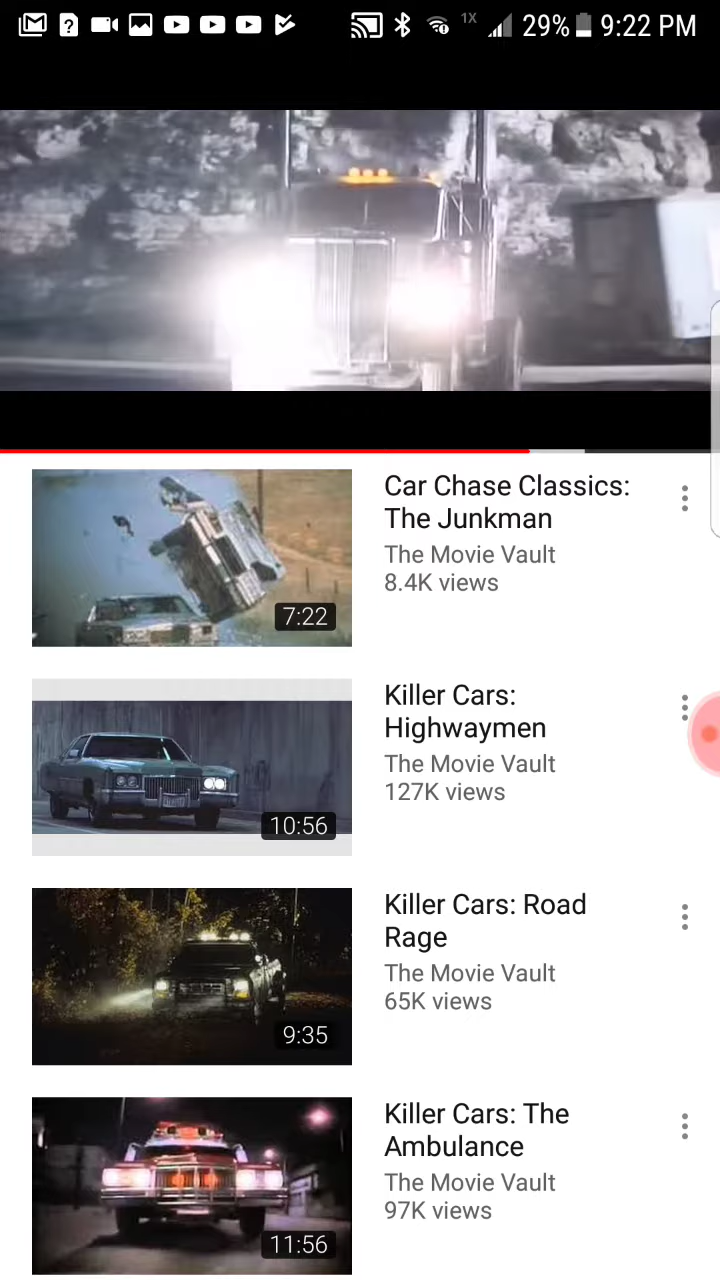 1X 29% 9:22 PM
Car Chase Classics:
The Junkman
The Movie Vault
8.4K views
7:22
Killer Cars:
Highwaymen
The Movie Vault
127K views
10:56
Killer Cars: Road
Rage
The Movie Vault
65K views
9:35
Killer Cars: The
Ambulance
The Movie Vault
97K views
11:56